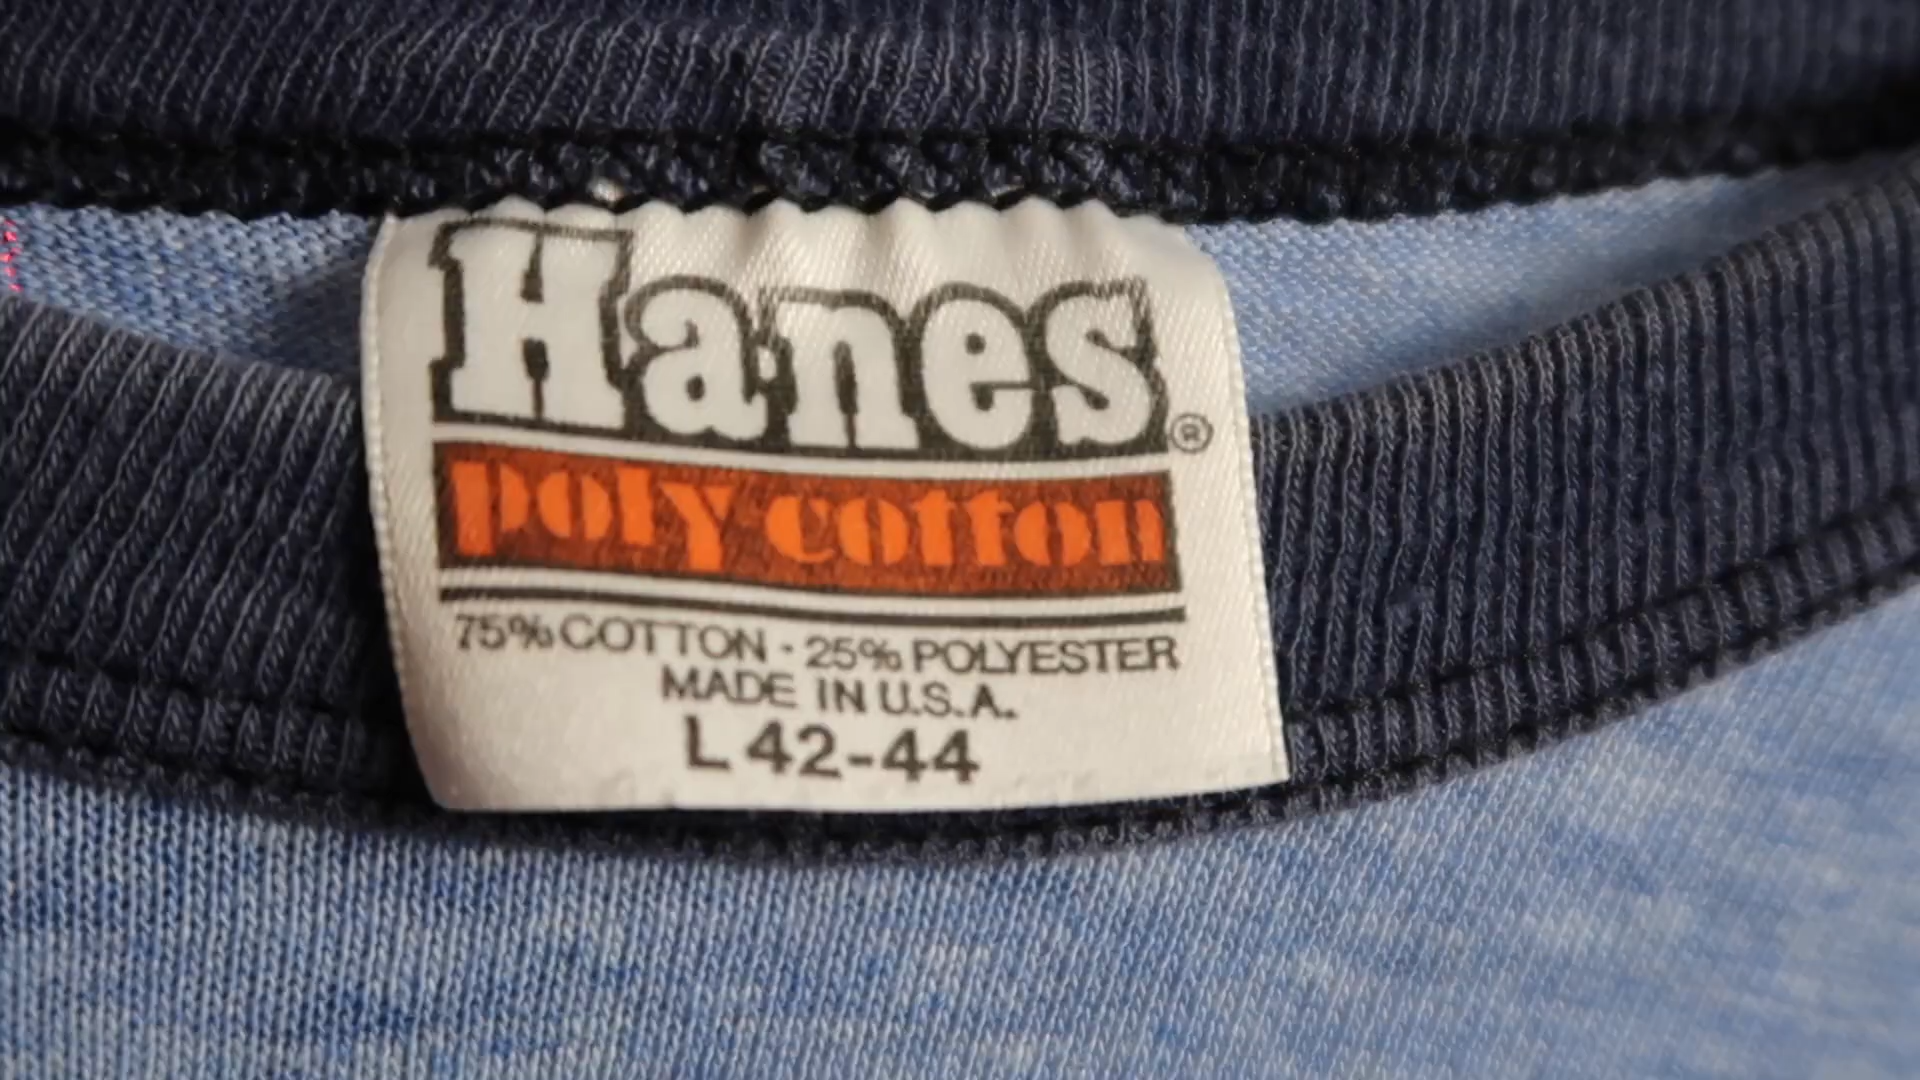 Hanes®
poly cotton
75% COTTON · 25% POLYESTER
MADE IN U.S.A.
L 42-44